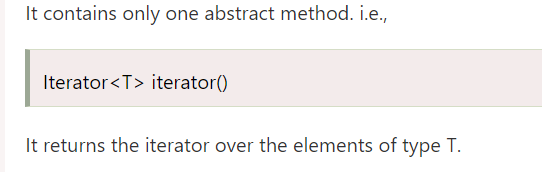 It contains only one abstract method. i.e.,
Iterator<T> iterator()
It returns the iterator over the elements of type T.